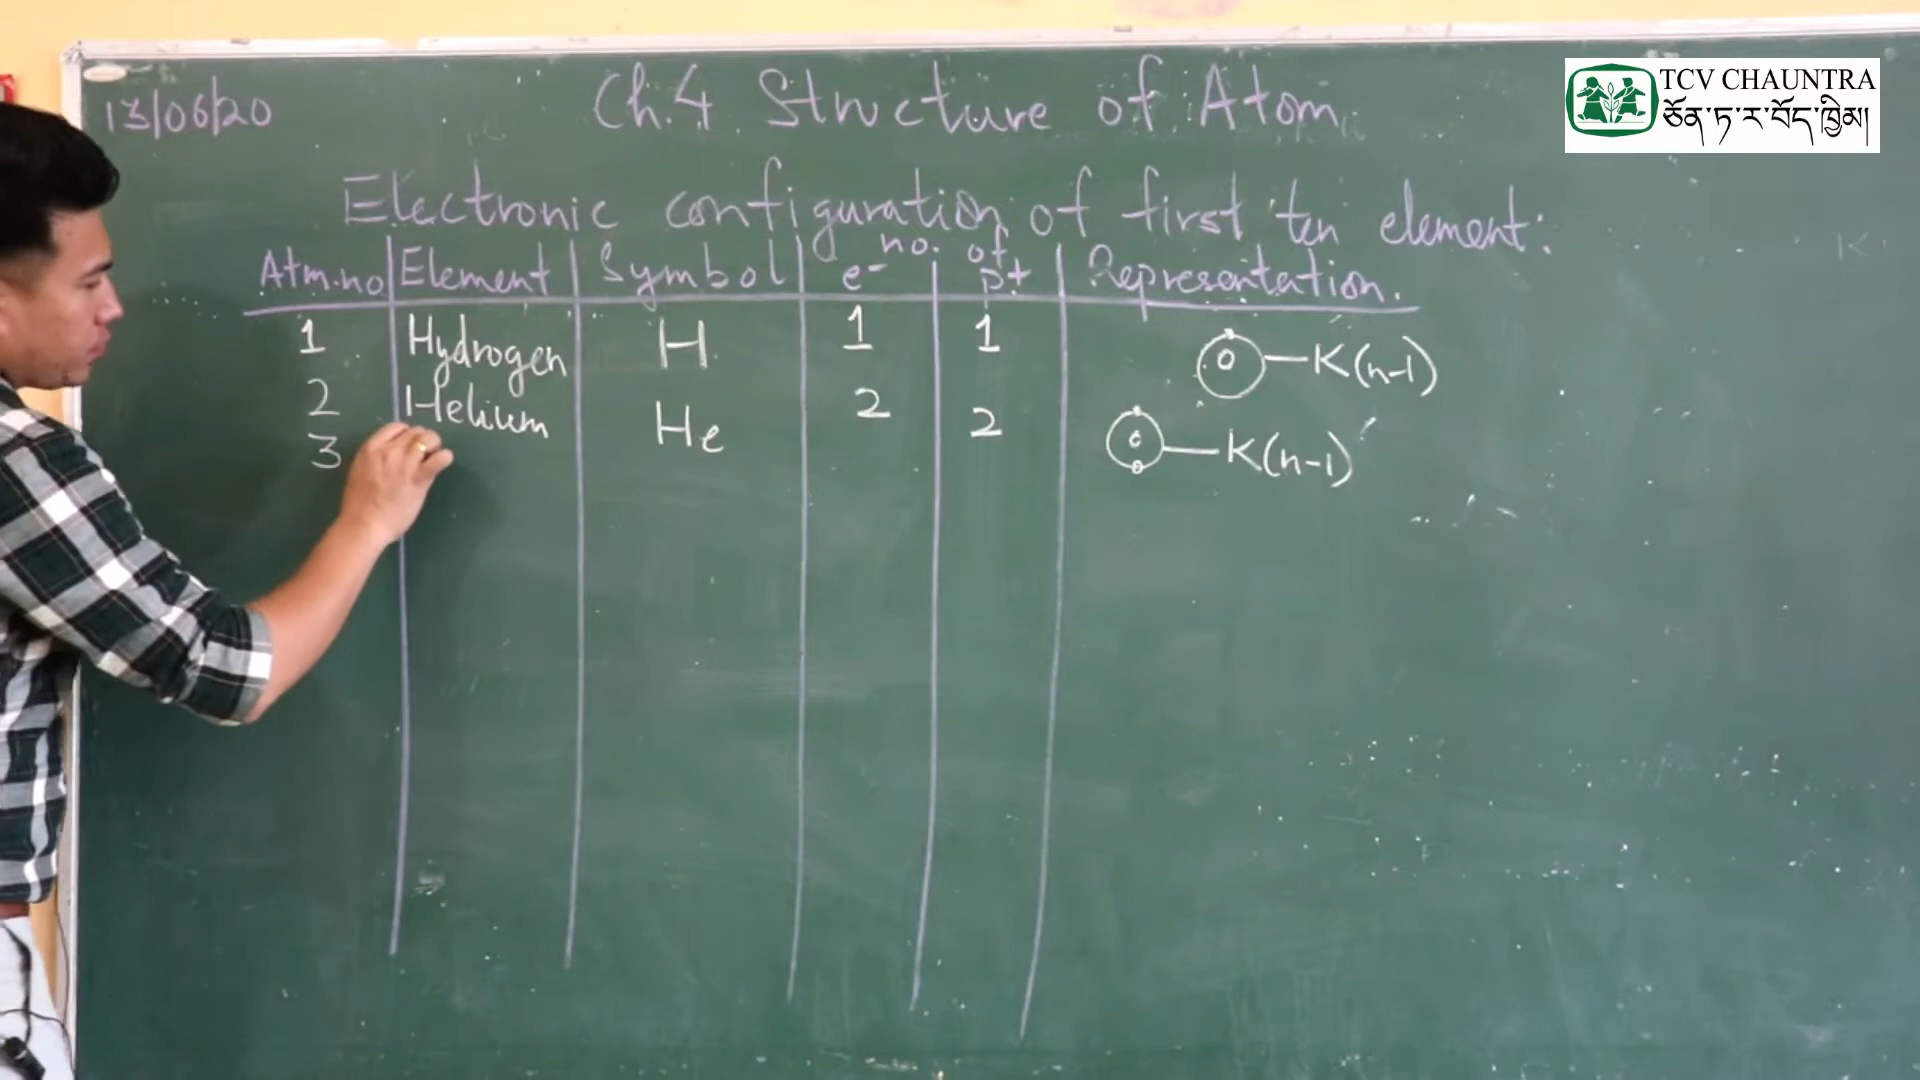 TCV CHAUNTRA
ཅོན་ཏ་ར་བོད་ཁྱིམ།
13/06/20
Ch.4 Structure of Atom
Electronic configuration of first ten element:
no. of
Atm.no Element Symbol e- p+ Representation.
1 Hydrogen H 1 1 K(n-1)
2 Helium He 2 2 K(n-1)
3